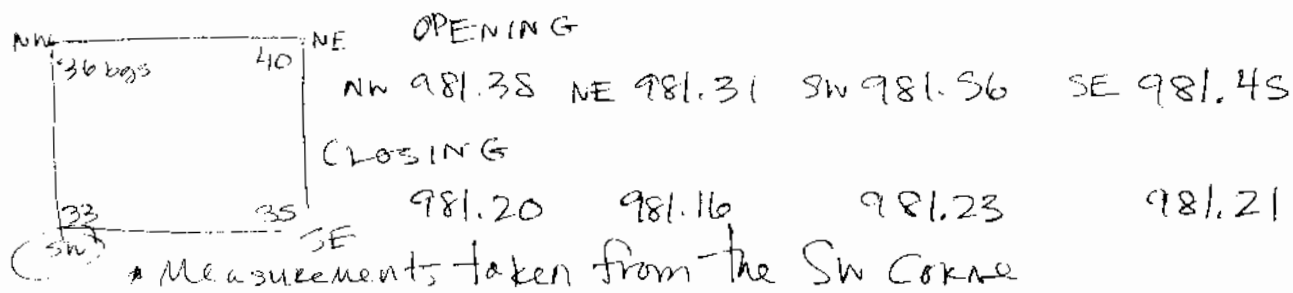 OPENING
NW NE
36 bgs 40
NW 981.38 NE 981.31 SW 981.56 SE 981.45
CLOSING
981.20 981.16 981.23 981.21
33 35
(SW) SE
* Measurements taken from the SW Corne